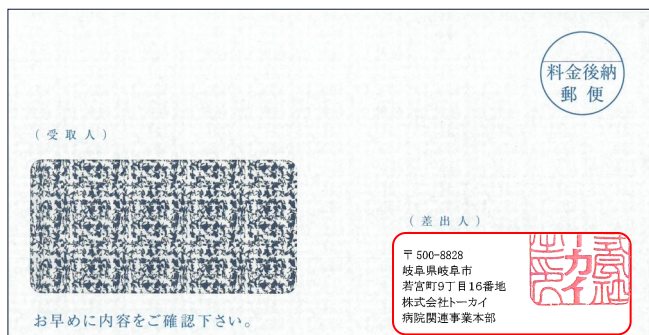 料金後納
郵便
（受取人）
お早めに内容をご確認下さい。
（差出人）
〒500-8828
岐阜県岐阜市
若宮町9丁目16番地
株式会社トーカイ
病院関連事業本部